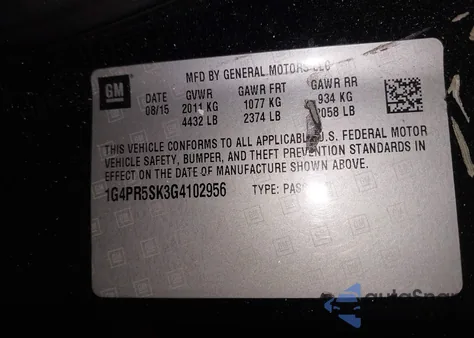 MFD BY GENERAL MOTORS LLC
GM
DATE GVWR GAWR FRT GAWR RR
08/15 2011 KG 1077 KG 934 KG
4432 LB 2374 LB 2058 LB
THIS VEHICLE CONFORMS TO ALL APPLICABLE U.S. FEDERAL MOTOR
VEHICLE SAFETY, BUMPER, AND THEFT PREVENTION STANDARDS IN
EFFECT ON THE DATE OF MANUFACTURE SHOWN ABOVE.
1G4PR5SK3G4102956 TYPE: